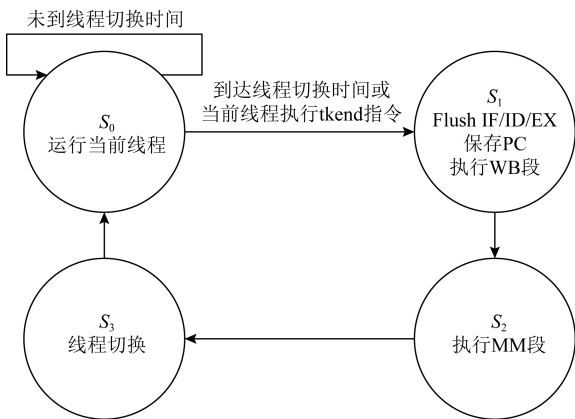 未到线程切换时间
到达线程切换时间或
当前线程执行tkend指令
S₀
运行当前线程
S₁
Flush IF/ID/EX
保存PC
执行WB段
S₃
线程切换
S₂
执行MM段